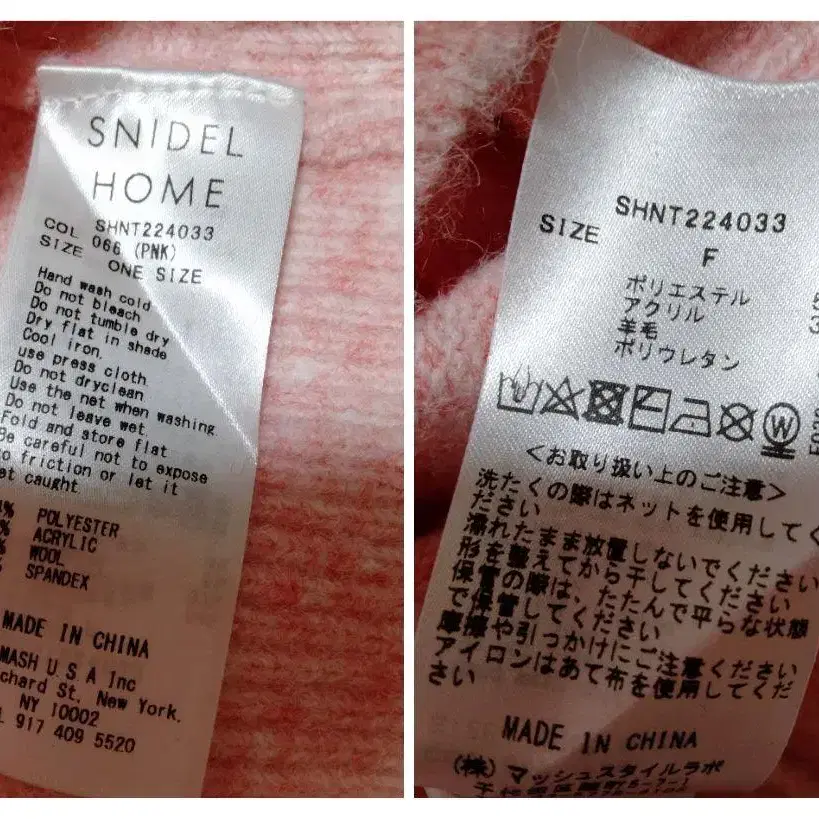 SNIDEL
HOME
SHNT224033
COL 066 (PNK)
SIZE ONE SIZE
Hand wash cold
Do not bleach
Do not tumble dry
Dry flat in shade
Cool iron,
use press cloth
Do not dryclean
Use the net when washing
Do not leave wet
Fold and store flat
Be careful not to expose
to friction or let it
get caught
% POLYESTER
% ACRYLIC
% WOOL
SPANDEX
MADE IN CHINA
MASH U S A Inc
chard St. New York.
NY 10002
917 409 5520
SHNT224033
SIZE
F
ポリエステル
アクリル
羊毛
ポリウレタン
W
<お取り扱い上のご注意>
洗たくの際はネットを使用してく
ださい
濡れたまま放置しないでください
形を整えてから干してください
保管の際は、たたんで平らな状態
で保管してください
摩擦や引っかけにご注意ください
アイロンはあて布を使用してくだ
さい
MADE IN CHINA
(株) マッシュスタイルラボ